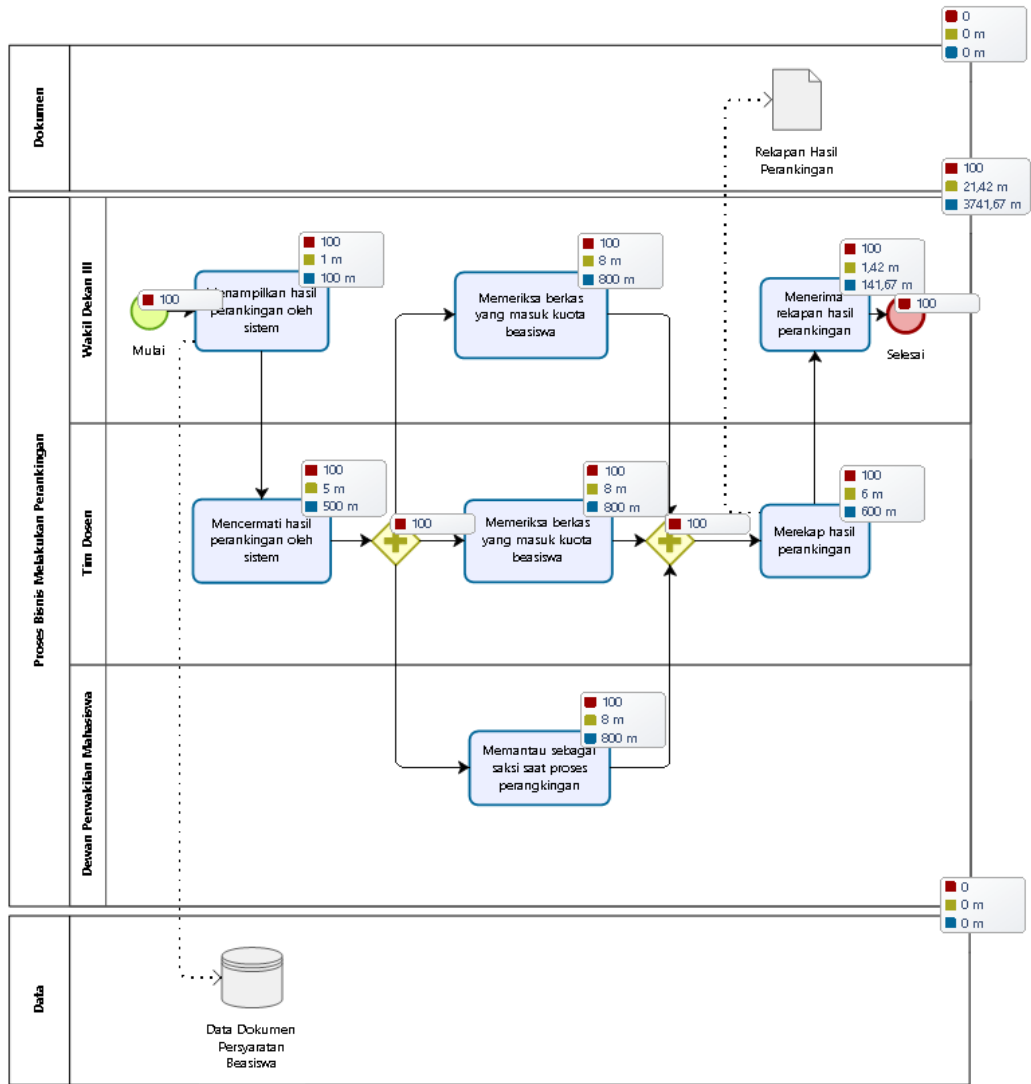 0
0 m
0 m
Dokumen
Rekapan Hasil
Perankingan
100
21,42 m
3741,67 m
Proses Bisnis Melakukan Perankingan
Wakil Dekan III
100
Mulai
100
1 m
100 m
Menampilkan hasil
perankingan oleh
sistem
100
8 m
800 m
Memeriksa berkas
yang masuk kuota
beasiswa
100
1,42 m
141,67 m
Menerima
rekapan hasil
perankingan
100
Selesai
Tim Dosen
100
5 m
500 m
Mencermati hasil
perankingan oleh
sistem
100
100
8 m
800 m
Memeriksa berkas
yang masuk kuota
beasiswa
100
100
6 m
600 m
Merekap hasil
perankingan
Dewan Perwakilan Mahasiswa
100
8 m
800 m
Memantau sebagai
saksi saat proses
perangkingan
0
0 m
0 m
Data
Data Dokumen
Persyaratan
Beasiswa